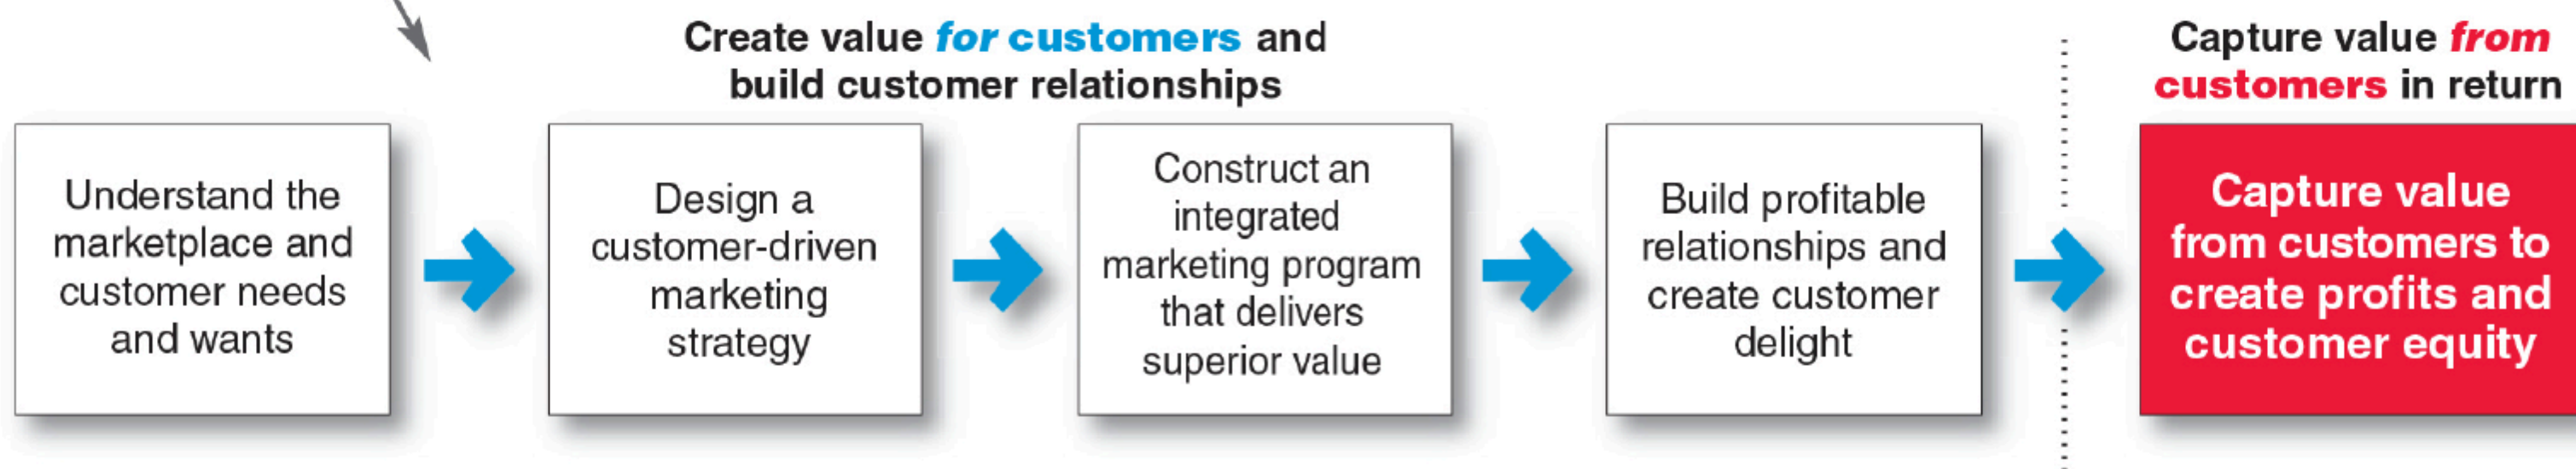 Create value for customers and
build customer relationships
Capture value from
customers in return
Understand the
marketplace and
customer needs
and wants
Design a
customer-driven
marketing
strategy
Construct an
integrated
marketing program
that delivers
superior value
Build profitable
relationships and
create customer
delight
Capture value
from customers to
create profits and
customer equity